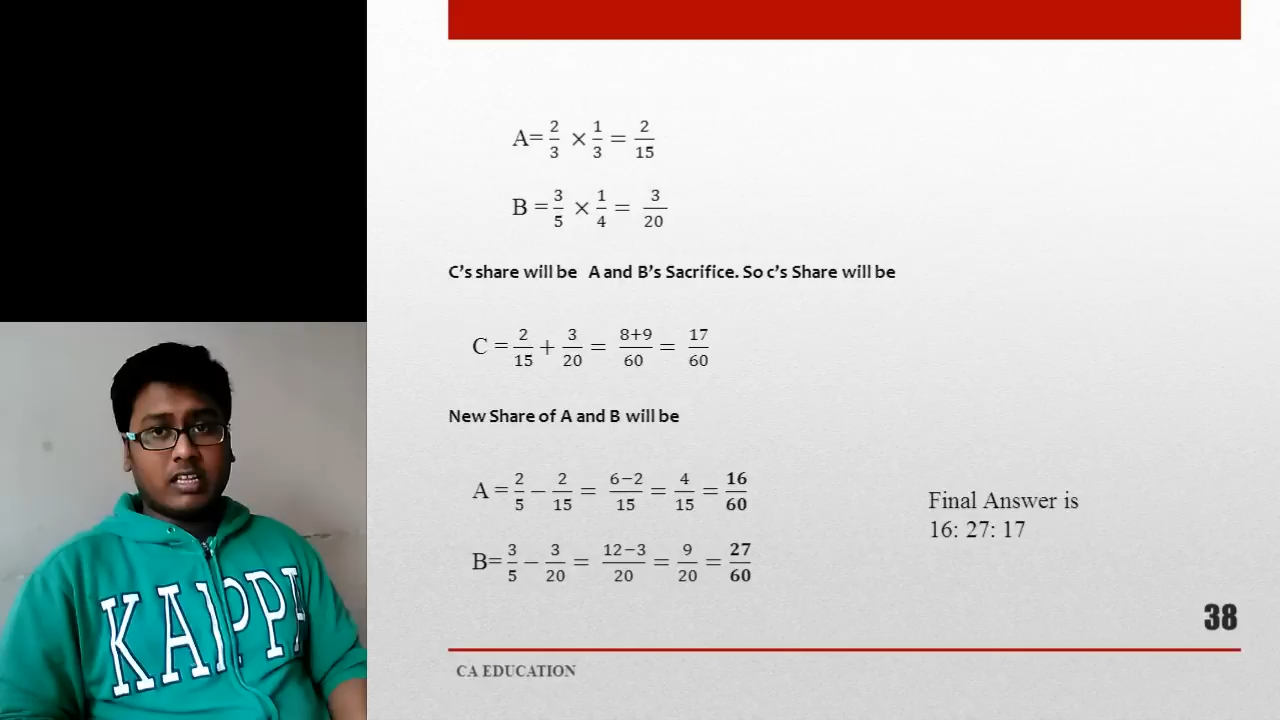 A= 2/3 × 1/3 = 2/15
B = 3/5 × 1/4 = 3/20
C's share will be A and B's Sacrifice. So c's Share will be
C = 2/15 + 3/20 = 8+9/60 = 17/60
New Share of A and B will be
A = 2/5 − 2/15 = 6−2/15 = 4/15 = 16/60
B= 3/5 − 3/20 = 12−3/20 = 9/20 = 27/60
Final Answer is
16: 27: 17
38
CA EDUCATION
KAPPA